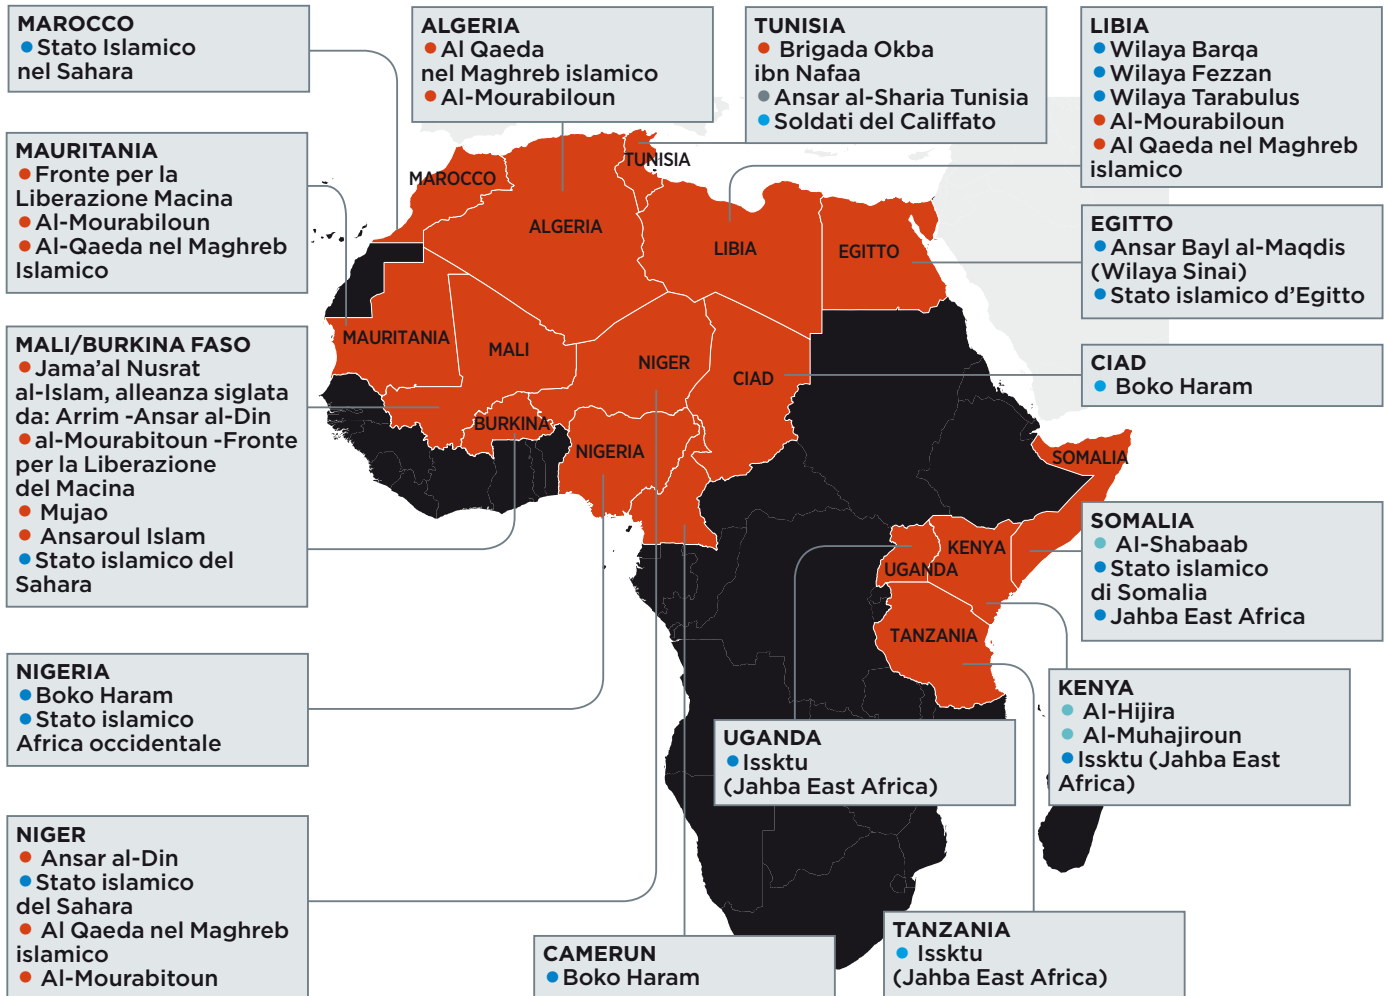 MAROCCO
• Stato Islamico
nel Sahara
ALGERIA
• Al Qaeda
nel Maghreb islamico
• Al-Mourabiloun
TUNISIA
• Brigada Okba
ibn Nafaa
• Ansar al-Sharia Tunisia
• Soldati del Califfato
LIBIA
• Wilaya Barqa
• Wilaya Fezzan
• Wilaya Tarabulus
• Al-Mourabiloun
• Al Qaeda nel Maghreb
islamico
MAURITANIA
• Fronte per la
Liberazione Macina
• Al-Mourabiloun
• Al-Qaeda nel Maghreb
Islamico
EGITTO
• Ansar Bayl al-Maqdis
(Wilaya Sinai)
• Stato islamico d'Egitto
MALI/BURKINA FASO
• Jama'al Nusrat
al-Islam, alleanza siglata
da: Arrim -Ansar al-Din
• al-Mourabitoun -Fronte
per la Liberazione
del Macina
• Mujao
• Ansaroul Islam
• Stato islamico del
Sahara
CIAD
• Boko Haram
SOMALIA
• Al-Shabaab
• Stato islamico
di Somalia
• Jahba East Africa
NIGERIA
• Boko Haram
• Stato islamico
Africa occidentale
KENYA
• Al-Hijira
• Al-Muhajiroun
• Issktu (Jahba East
Africa)
UGANDA
• Issktu
(Jahba East Africa)
NIGER
• Ansar al-Din
• Stato islamico
del Sahara
• Al Qaeda nel Maghreb
islamico
• Al-Mourabitoun
CAMERUN
• Boko Haram
TANZANIA
• Issktu
(Jahba East Africa)
TUNISIA
MAROCCO
ALGERIA
LIBIA
EGITTO
MAURITANIA
MALI
NIGER
CIAD
BURKINA
NIGERIA
SOMALIA
KENYA
UGANDA
TANZANIA